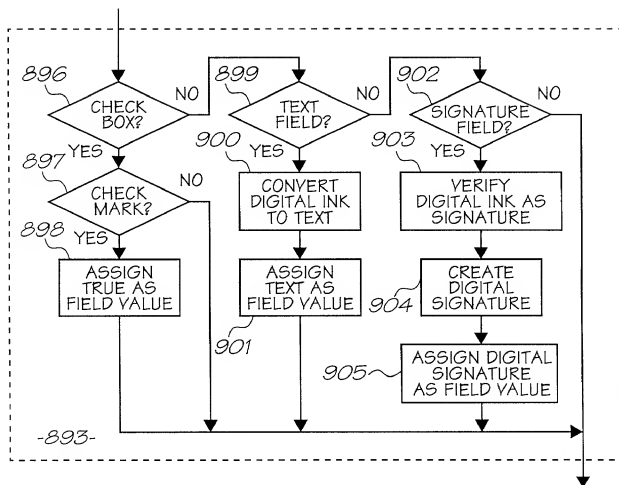 896
CHECK
BOX?
NO
YES
897
CHECK
MARK?
NO
YES
898
ASSIGN
TRUE AS
FIELD VALUE
899
TEXT
FIELD?
NO
YES
900
CONVERT
DIGITAL INK
TO TEXT
ASSIGN
TEXT AS
FIELD VALUE
901
902
SIGNATURE
FIELD?
NO
YES
903
VERIFY
DIGITAL INK AS
SIGNATURE
CREATE
DIGITAL
SIGNATURE
904
ASSIGN DIGITAL
SIGNATURE
AS FIELD VALUE
905
-893-